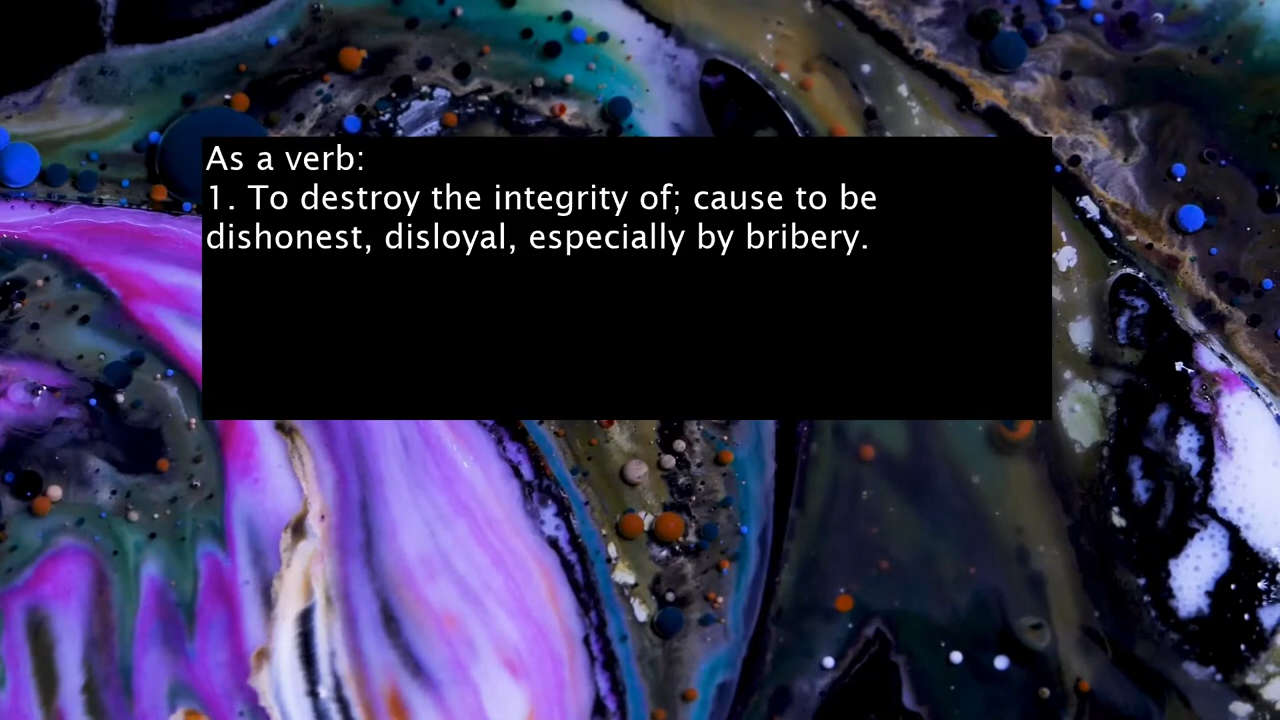 As a verb:
1. To destroy the integrity of; cause to be
dishonest, disloyal, especially by bribery.